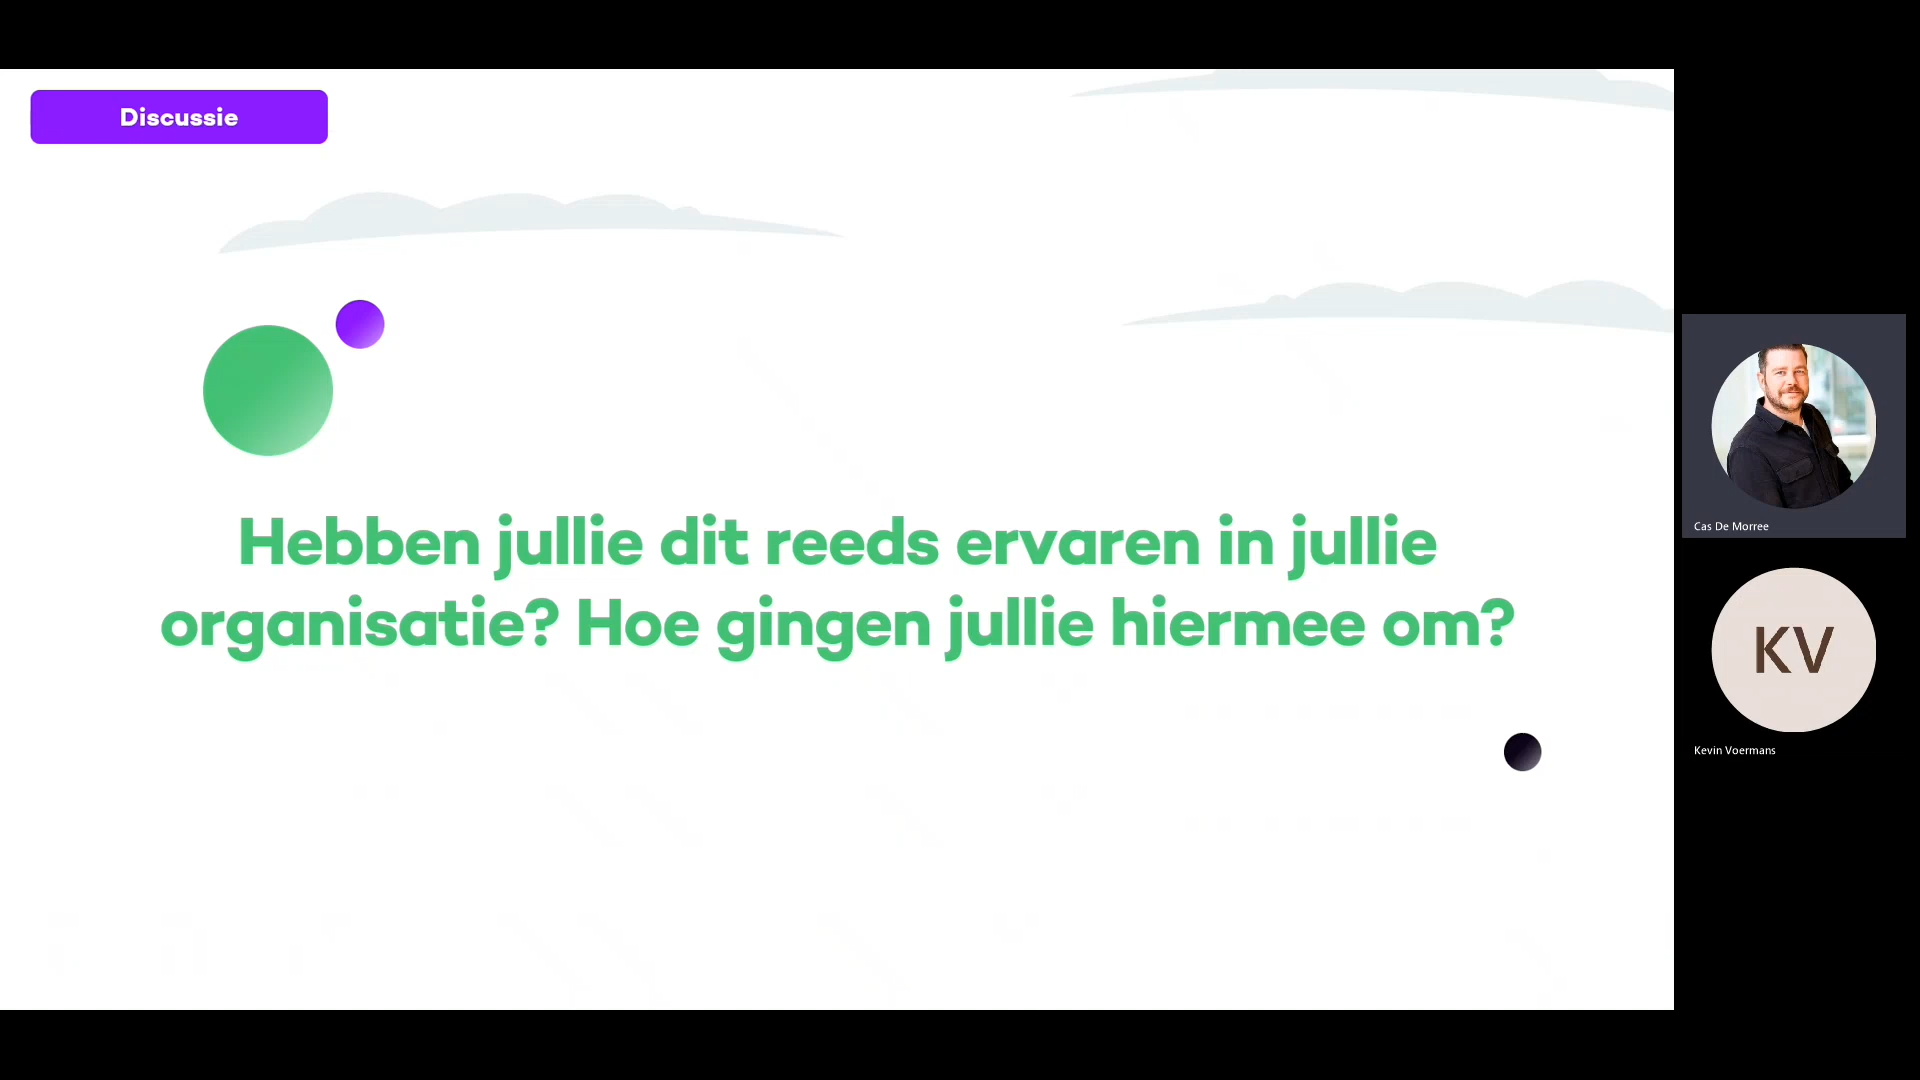 Discussie
Hebben jullie dit reeds ervaren in jullie
organisatie? Hoe gingen jullie hiermee om?
Cas De Morree
KV
Kevin Voermans